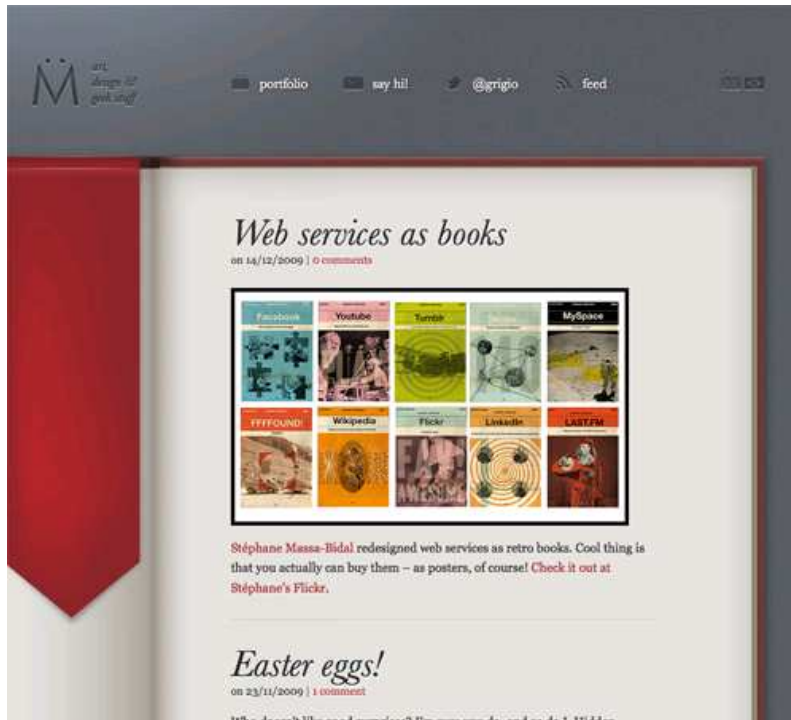 M̈
art,
design &
geek stuff
portfolio
say hi!
@grigio
feed
Web services as books
on 14/12/2009 | 0 comments
Facebook
Youtube
Tumblr
Twitter
MySpace
FFFFOUND!
Wikipedia
Flickr
LinkedIn
LAST.FM
FAIL
AWESOME
Stéphane Massa-Bidal redesigned web services as retro books. Cool thing is
that you actually can buy them – as posters, of course! Check it out at
Stéphane's Flickr.
Easter eggs!
on 23/11/2009 | 1 comment